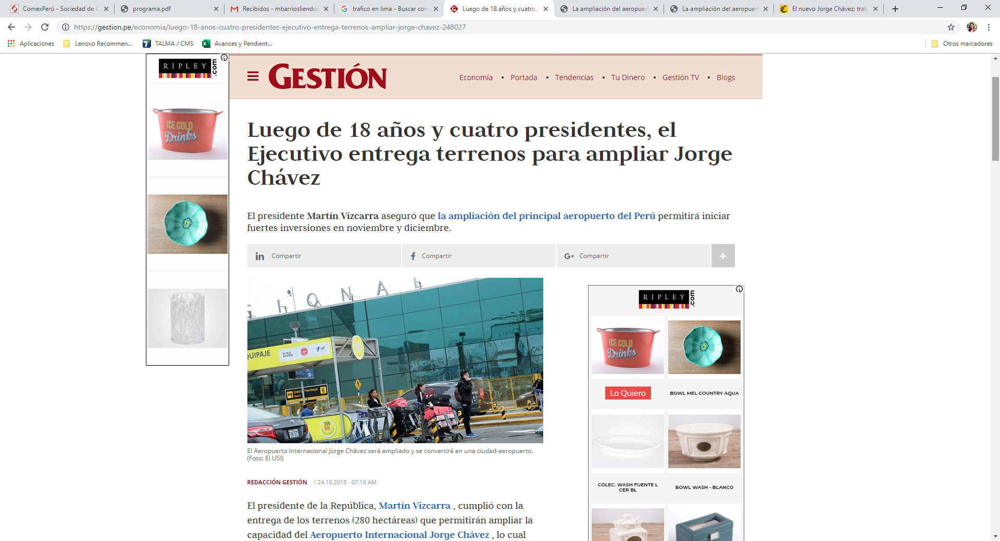 ComexPerú - Sociedad de C
programa.pdf
Recibidos - mbarriosliendo
trafico en lima - Buscar con
Luego de 18 años y cuatro p
La ampliación del aeropuert
La ampliación del aeropuert
El nuevo Jorge Chávez: trab
https://gestion.pe/economia/luego-18-anos-cuatro-presidentes-ejecutivo-entrega-terrenos-ampliar-jorge-chavez-248027
Aplicaciones
Lenovo Recommen...
TALMA / CMS
Avances y Pendient...
Otros marcadores
RIPLEY.com
ICE COLD
Drinks
GESTIÓN
Economía • Portada • Tendencias • Tu Dinero • Gestión TV • Blogs
Luego de 18 años y cuatro presidentes, el
Ejecutivo entrega terrenos para ampliar Jorge
Chávez
El presidente Martín Vizcarra aseguró que la ampliación del principal aeropuerto del Perú permitirá iniciar
fuertes inversiones en noviembre y diciembre.
Compartir
Compartir
G+ Compartir
+
IONAL
QUIPAJE
LAP
6
SON
RIE
El Aeropuerto Internacional Jorge Chávez será ampliado y se convertirá en una ciudad-aeropuerto.
(Foto: El USI)
REDACCIÓN GESTIÓN / 24.10.2018 - 07:19 AM
El presidente de la República, Martín Vizcarra , cumplió con la
entrega de los terrenos (280 hectáreas) que permitirán ampliar la
capacidad del Aeropuerto Internacional Jorge Chávez , lo cual
RIPLEY.com
ICE COLD
Drinks
Lo Quiero
BOWL MEL COUNTRY AQUA
COLEC. WASH FUENTE L
CER BL
BOWL WASH - BLANCO